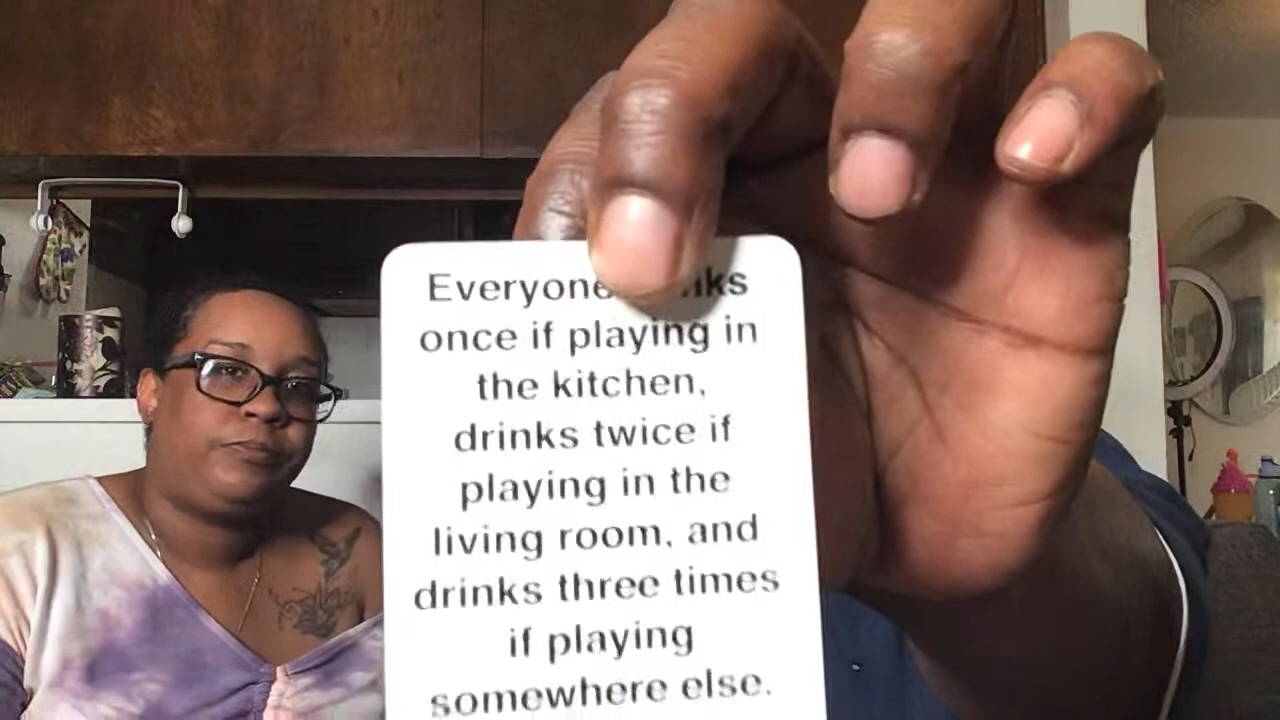 Everyone drinks
once if playing in
the kitchen,
drinks twice if
playing in the
living room, and
drinks three times
if playing
somewhere else.